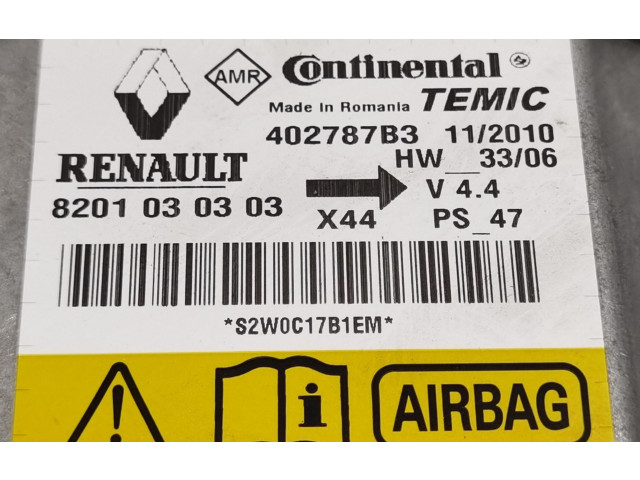 AMR Continental
Made in Romania TEMIC
402787B3 11/2010
RENAULT HW_33/06
8201 03 03 03 V 4.4
X44 PS_47
*S2W0C17B1EM*
! i AIRBAG